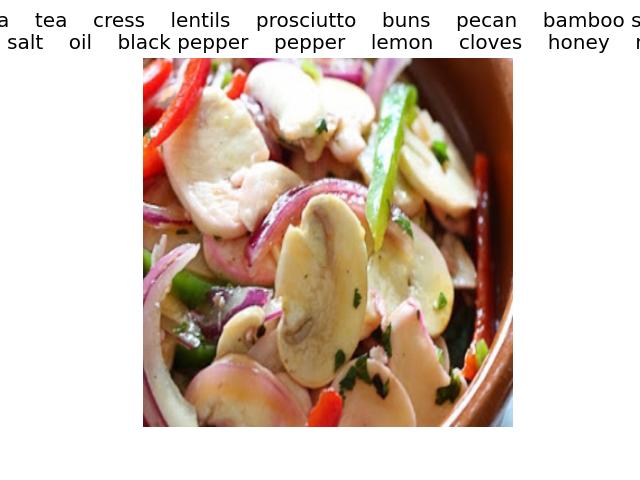 tea cress lentils prosciutto buns pecan bamboo
salt oil black pepper pepper lemon cloves honey